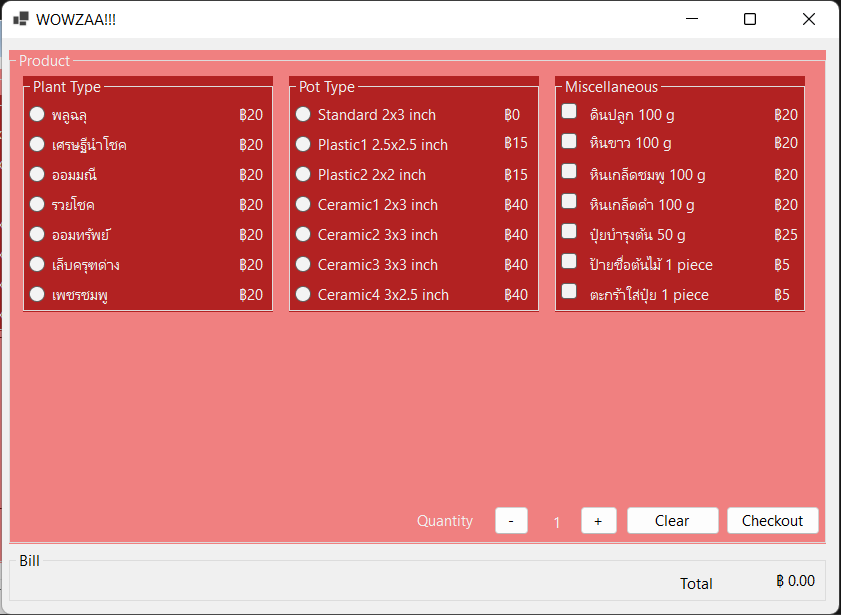 WOWZAA!!!
Product
Plant Type
พลูฉลุ ฿20
เศรษฐีนำโชค ฿20
ออมมณี ฿20
รวยโชค ฿20
ออมทรัพย์ ฿20
เล็บครุฑด่าง ฿20
เพชรชมพู ฿20
Pot Type
Standard 2x3 inch ฿0
Plastic1 2.5x2.5 inch ฿15
Plastic2 2x2 inch ฿15
Ceramic1 2x3 inch ฿40
Ceramic2 3x3 inch ฿40
Ceramic3 3x3 inch ฿40
Ceramic4 3x2.5 inch ฿40
Miscellaneous
ดินปลูก 100 g ฿20
หินขาว 100 g ฿20
หินเกล็ดชมพู 100 g ฿20
หินเกล็ดดำ 100 g ฿20
ปุ๋ยบำรุงต้น 50 g ฿25
ป้ายชื่อต้นไม้ 1 piece ฿5
ตะกร้าใส่ปุ๋ย 1 piece ฿5
Quantity - 1 + Clear Checkout
Bill
Total ฿ 0.00